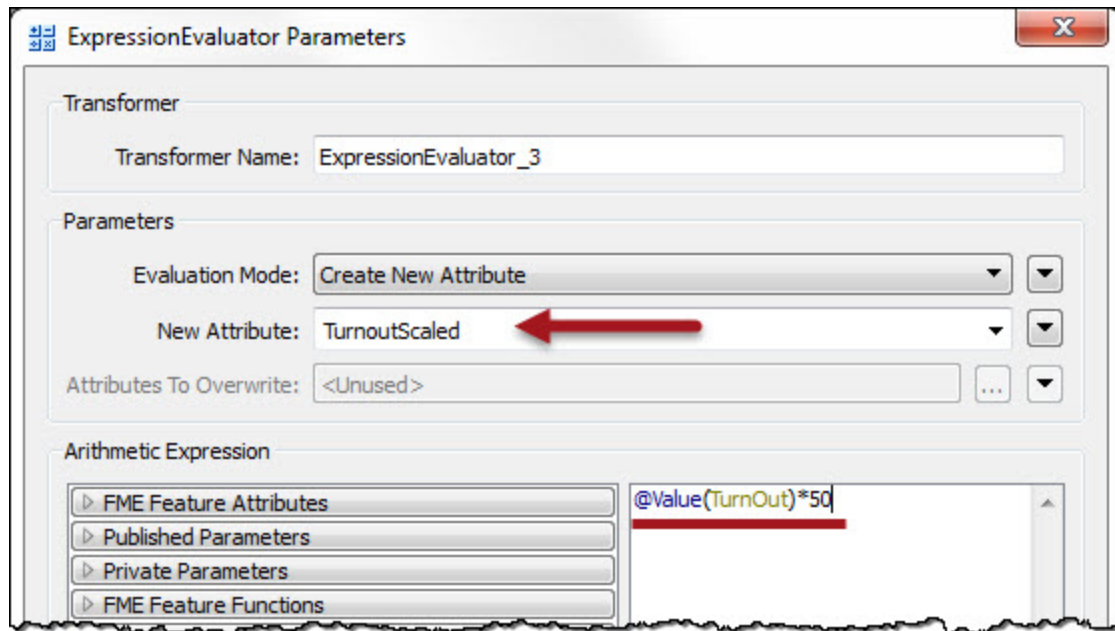 ExpressionEvaluator Parameters
Transformer
Transformer Name: ExpressionEvaluator_3
Parameters
Evaluation Mode: Create New Attribute
New Attribute: TurnoutScaled
Attributes To Overwrite: <Unused> ...
Arithmetic Expression
FME Feature Attributes
Published Parameters
Private Parameters
FME Feature Functions
@Value(TurnOut)*50